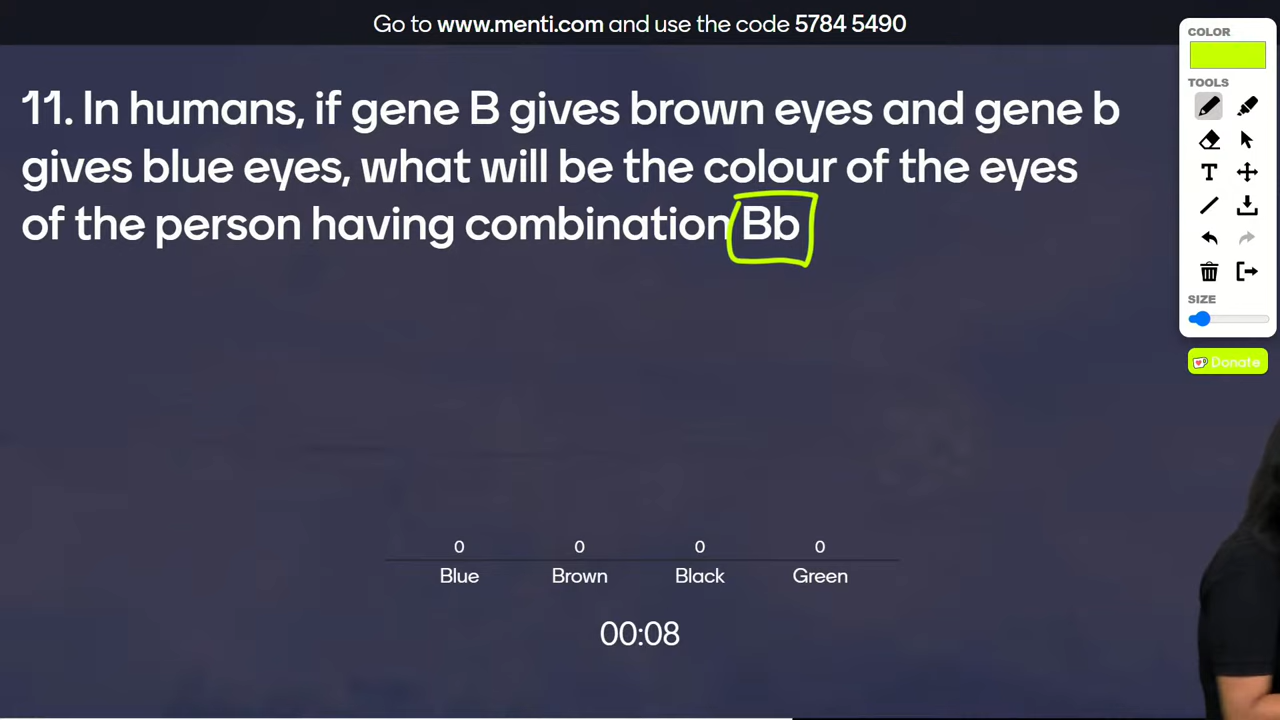 Go to www.menti.com and use the code 5784 5490
11. In humans, if gene B gives brown eyes and gene b
gives blue eyes, what will be the colour of the eyes
of the person having combination Bb
0 0 0 0
Blue Brown Black Green
00:08
COLOR
TOOLS
T
SIZE
Donate